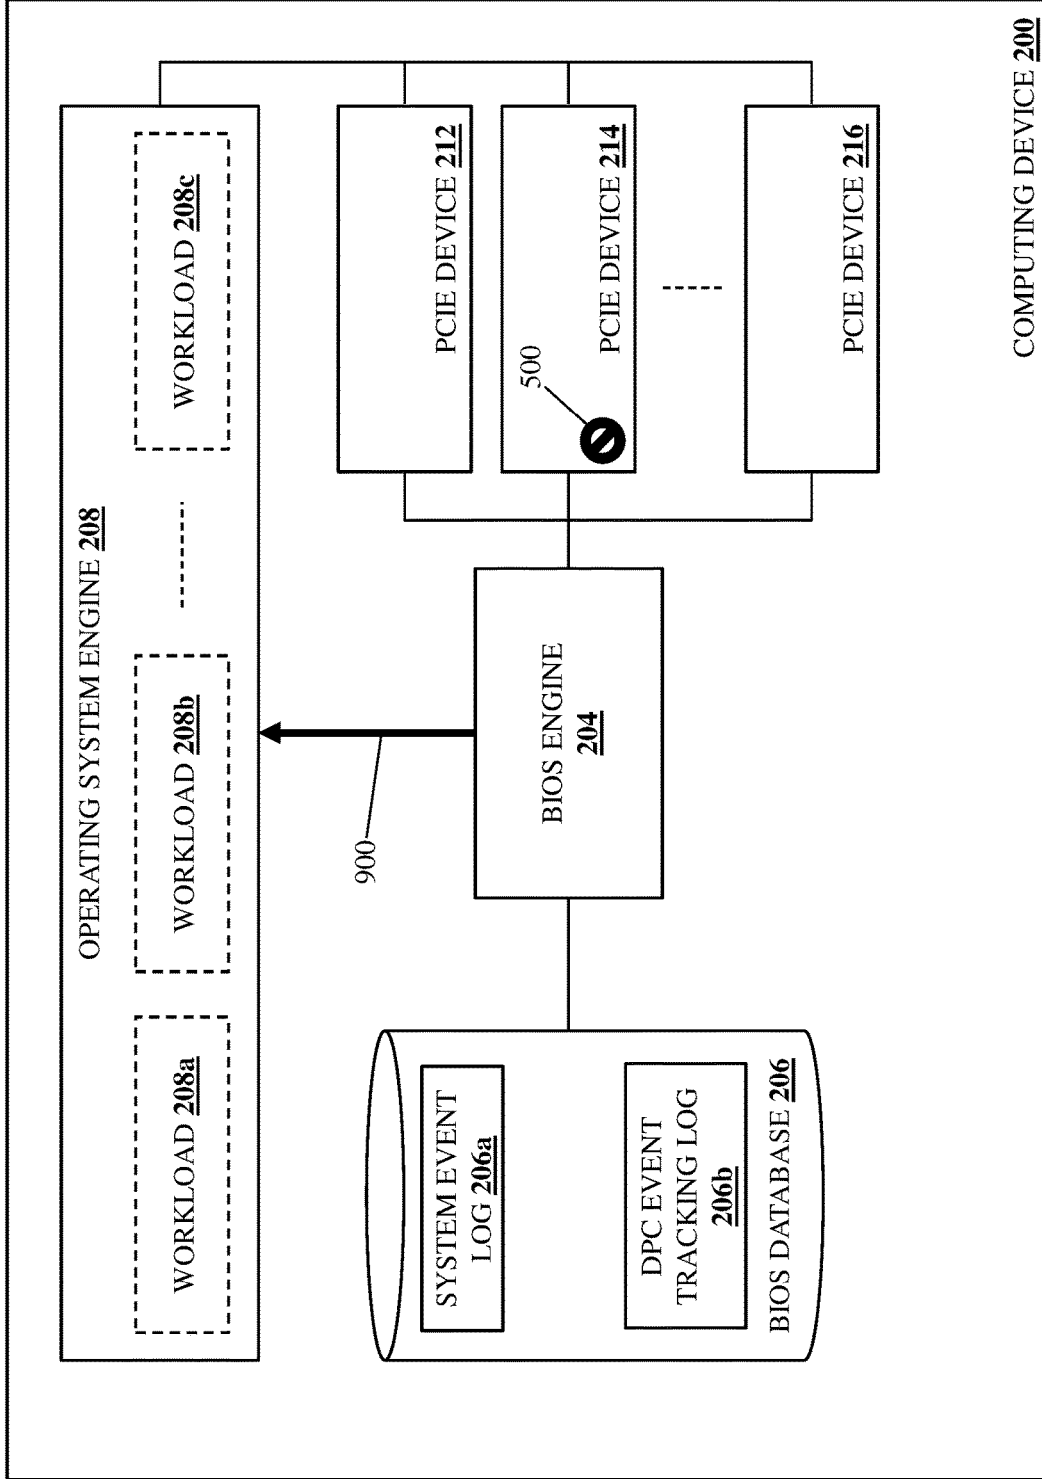 OPERATING SYSTEM ENGINE 208
WORKLOAD 208a
WORKLOAD 208b
WORKLOAD 208c
900
SYSTEM EVENT
LOG 206a
DPC EVENT
TRACKING LOG
206b
BIOS DATABASE 206
BIOS ENGINE
204
PCIE DEVICE 212
500
PCIE DEVICE 214
PCIE DEVICE 216
COMPUTING DEVICE 200